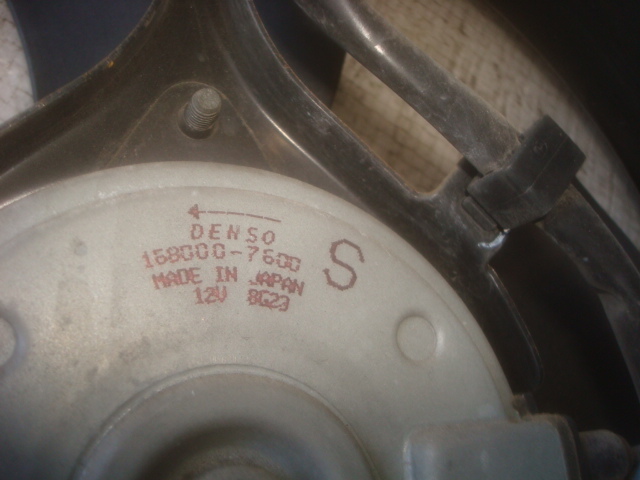 DENSO
168000-7600
S
MADE IN JAPAN
12V 8G23